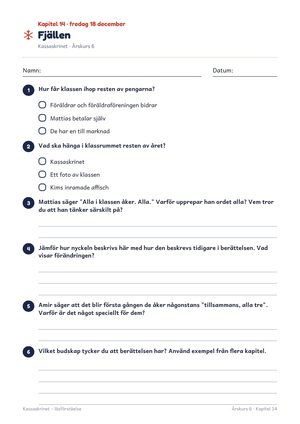 Kapitel 14 · fredag 18 december
Fjällen
Kassaskrinet · Årskurs 6
Namn: Datum:
1 Hur får klassen ihop resten av pengarna?
Föräldrar och föräldraföreningen bidrar
Mattias betalar själv
De har en till marknad
2 Vad ska hänga i klassrummet resten av året?
Kassaskrinet
Ett foto av klassen
Kims inramade affisch
3 Mattias säger "Alla i klassen åker. Alla." Varför upprepar han ordet alla? Vem tror
du att han tänker särskilt på?
4 Jämför hur nyckeln beskrivs här med hur den beskrevs tidigare i berättelsen. Vad
visar förändringen?
5 Amir säger att det blir första gången de åker någonstans "tillsammans, alla tre".
Varför är det något speciellt för dem?
6 Vilket budskap tycker du att berättelsen har? Använd exempel från flera kapitel.
Kassaskrinet – läsförståelse Årskurs 6 · Kapitel 14